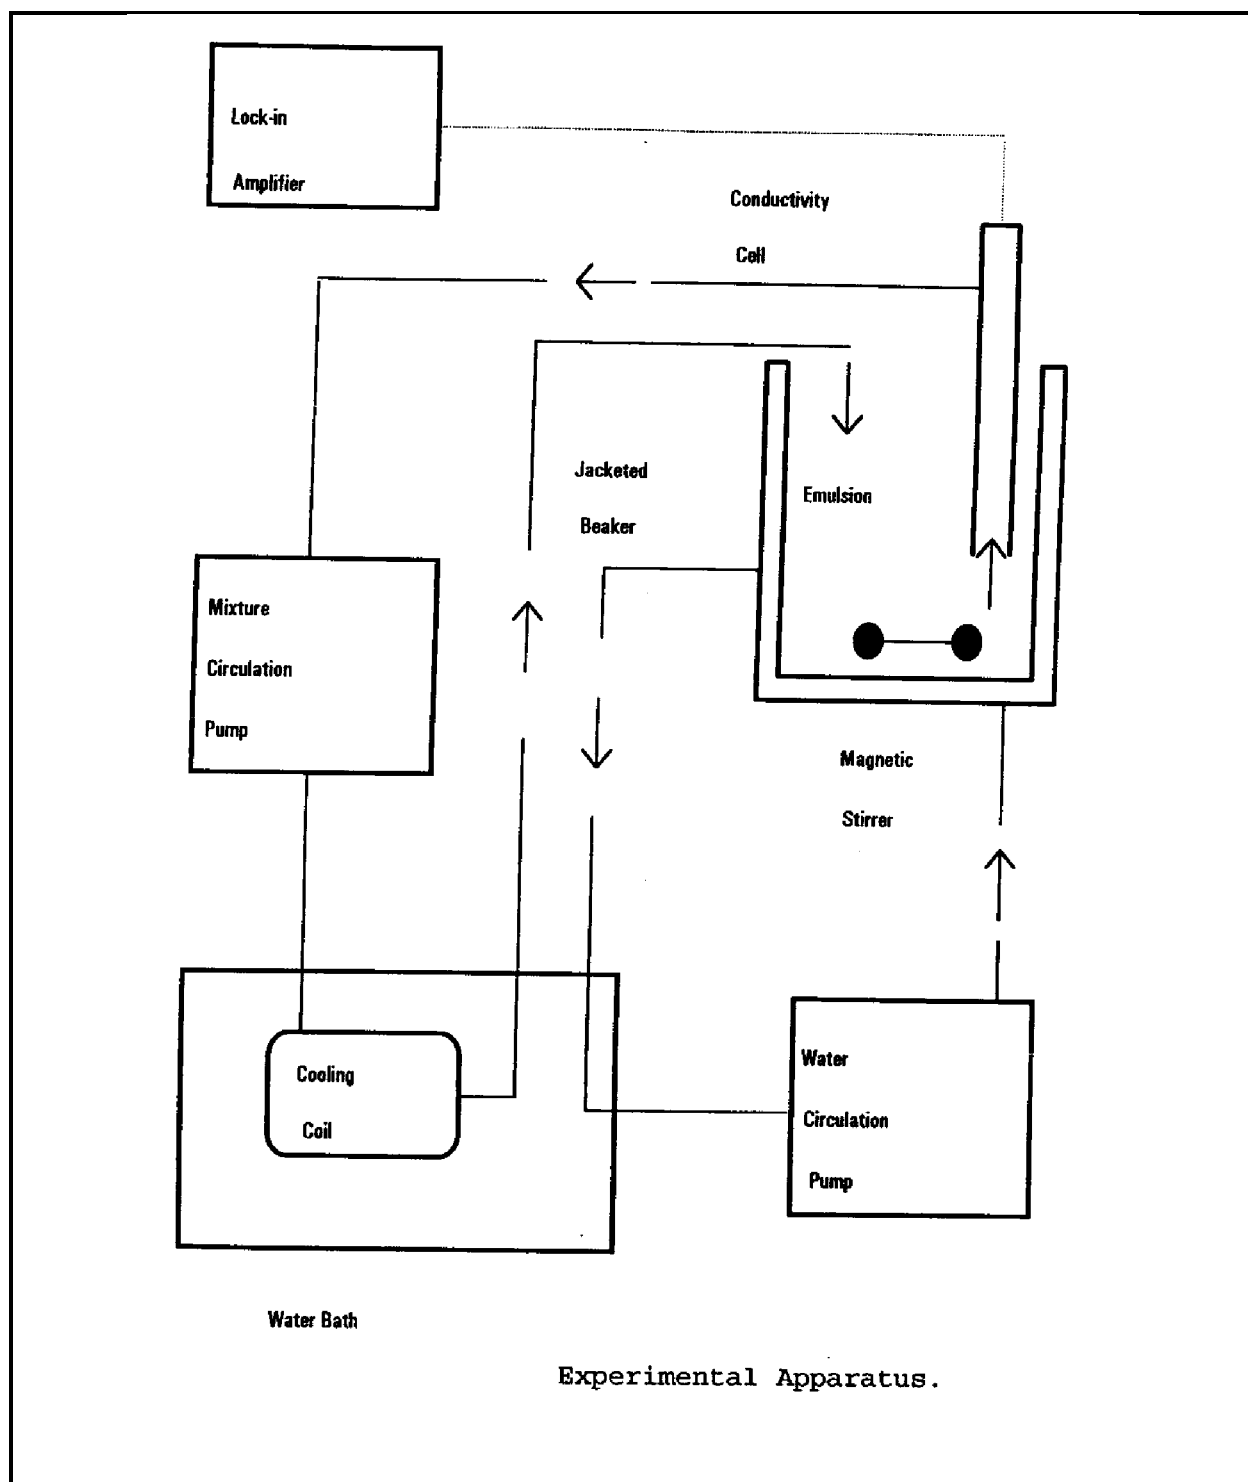 Lock-in
Amplifier
Conductivity
Cell
Jacketed
Beaker
Emulsion
Mixture
Circulation
Pump
Magnetic
Stirrer
Cooling
Coil
Water
Circulation
Pump
Water Bath
Experimental Apparatus.